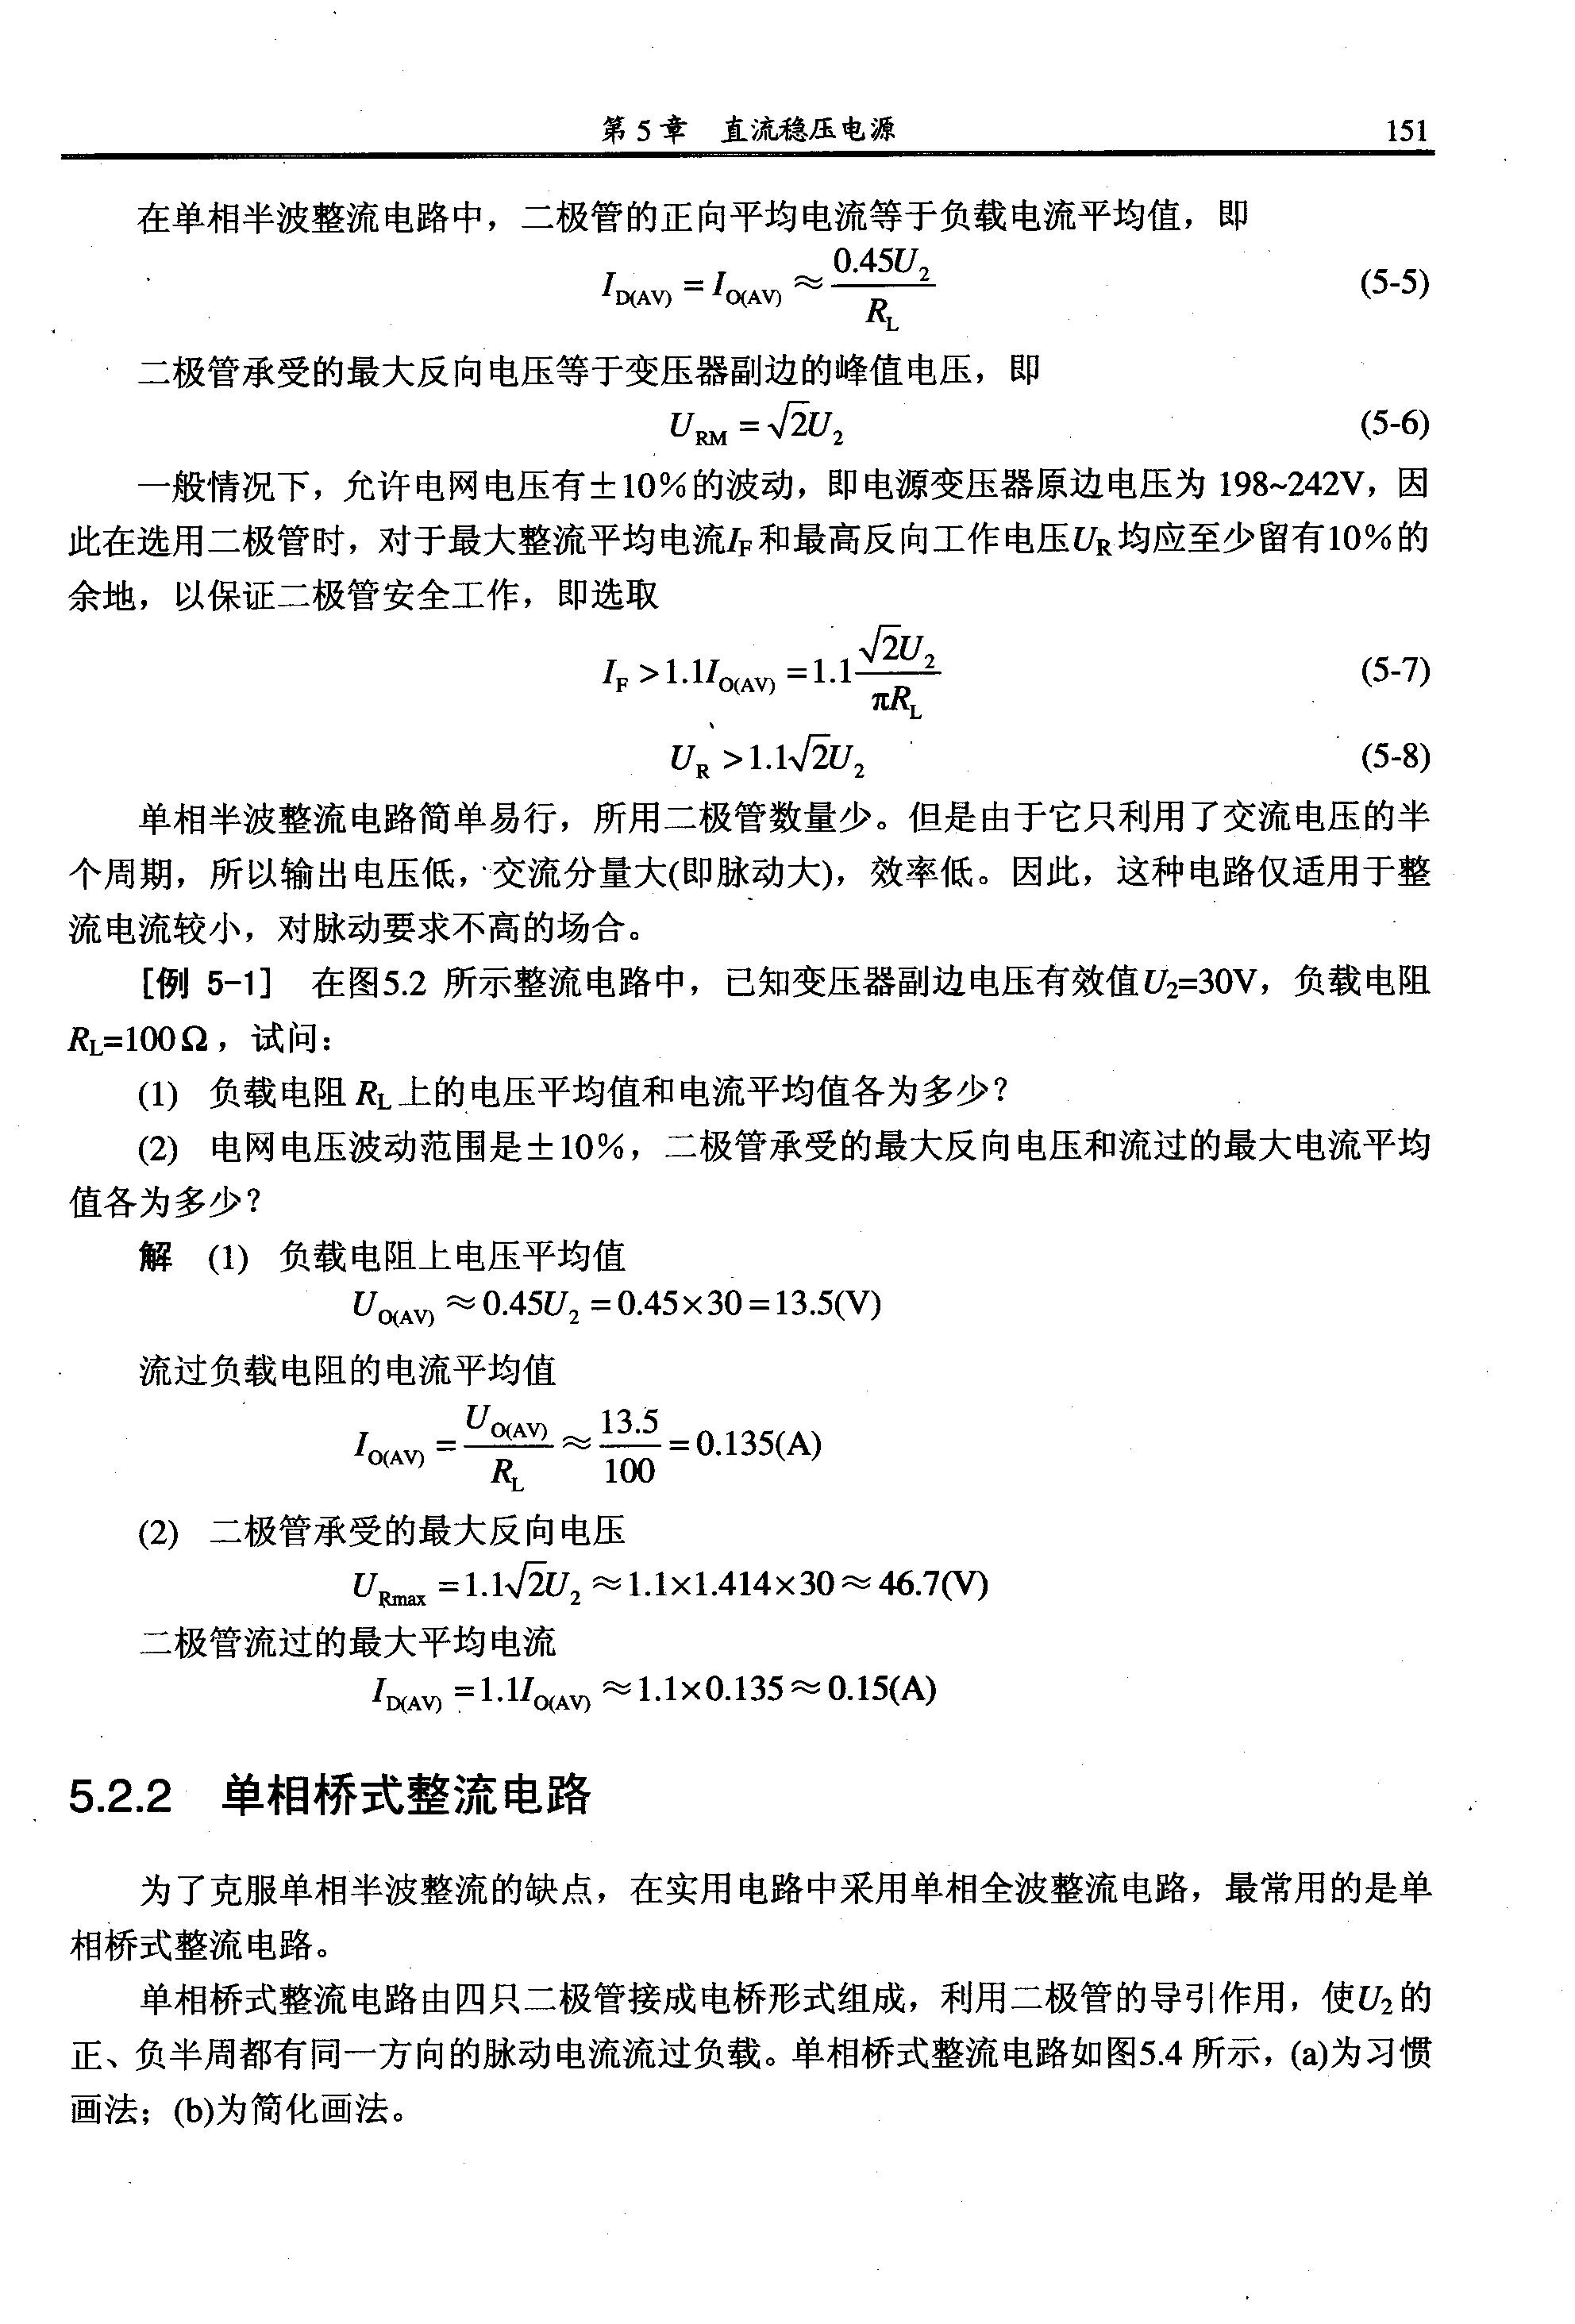 第5章 直流稳压电源 151
在单相半波整流电路中，二极管的正向平均电流等于负载电流平均值，即
I_{D(AV)} = I_{O(AV)} ≈ \frac{0.45U_2}{R_L} (5-5)
二极管承受的最大反向电压等于变压器副边的峰值电压，即
U_{RM} = \sqrt{2}U_2 (5-6)
一般情况下，允许电网电压有±10%的波动，即电源变压器原边电压为 198~242V，因
此在选用二极管时，对于最大整流平均电流I_F和最高反向工作电压U_R均应至少留有10%的
余地，以保证二极管安全工作，即选取
I_F >1.1I_{O(AV)} =1.1\frac{\sqrt{2}U_2}{πR_L} (5-7)
U_R >1.1\sqrt{2}U_2 (5-8)
单相半波整流电路简单易行，所用二极管数量少。但是由于它只利用了交流电压的半
个周期，所以输出电压低，交流分量大(即脉动大)，效率低。因此，这种电路仅适用于整
流电流较小，对脉动要求不高的场合。
[例 5-1] 在图5.2 所示整流电路中，已知变压器副边电压有效值U_2=30V，负载电阻
R_L=100Ω，试问：
(1) 负载电阻 R_L上的电压平均值和电流平均值各为多少？
(2) 电网电压波动范围是±10%，二极管承受的最大反向电压和流过的最大电流平均
值各为多少？
解 (1) 负载电阻上电压平均值
U_{O(AV)} ≈0.45U_2 =0.45×30=13.5(V)
流过负载电阻的电流平均值
I_{O(AV)} = \frac{U_{O(AV)}}{R_L} ≈ \frac{13.5}{100} =0.135(A)
(2) 二极管承受的最大反向电压
U_{Rmax} =1.1\sqrt{2}U_2 ≈1.1×1.414×30≈46.7(V)
二极管流过的最大平均电流
I_{D(AV)} =1.1I_{O(AV)} ≈1.1×0.135≈0.15(A)
5.2.2 单相桥式整流电路
为了克服单相半波整流的缺点，在实用电路中采用单相全波整流电路，最常用的是单
相桥式整流电路。
单相桥式整流电路由四只二极管接成电桥形式组成，利用二极管的导引作用，使U_2的
正、负半周都有同一方向的脉动电流流过负载。单相桥式整流电路如图5.4 所示，(a)为习惯
画法；(b)为简化画法。